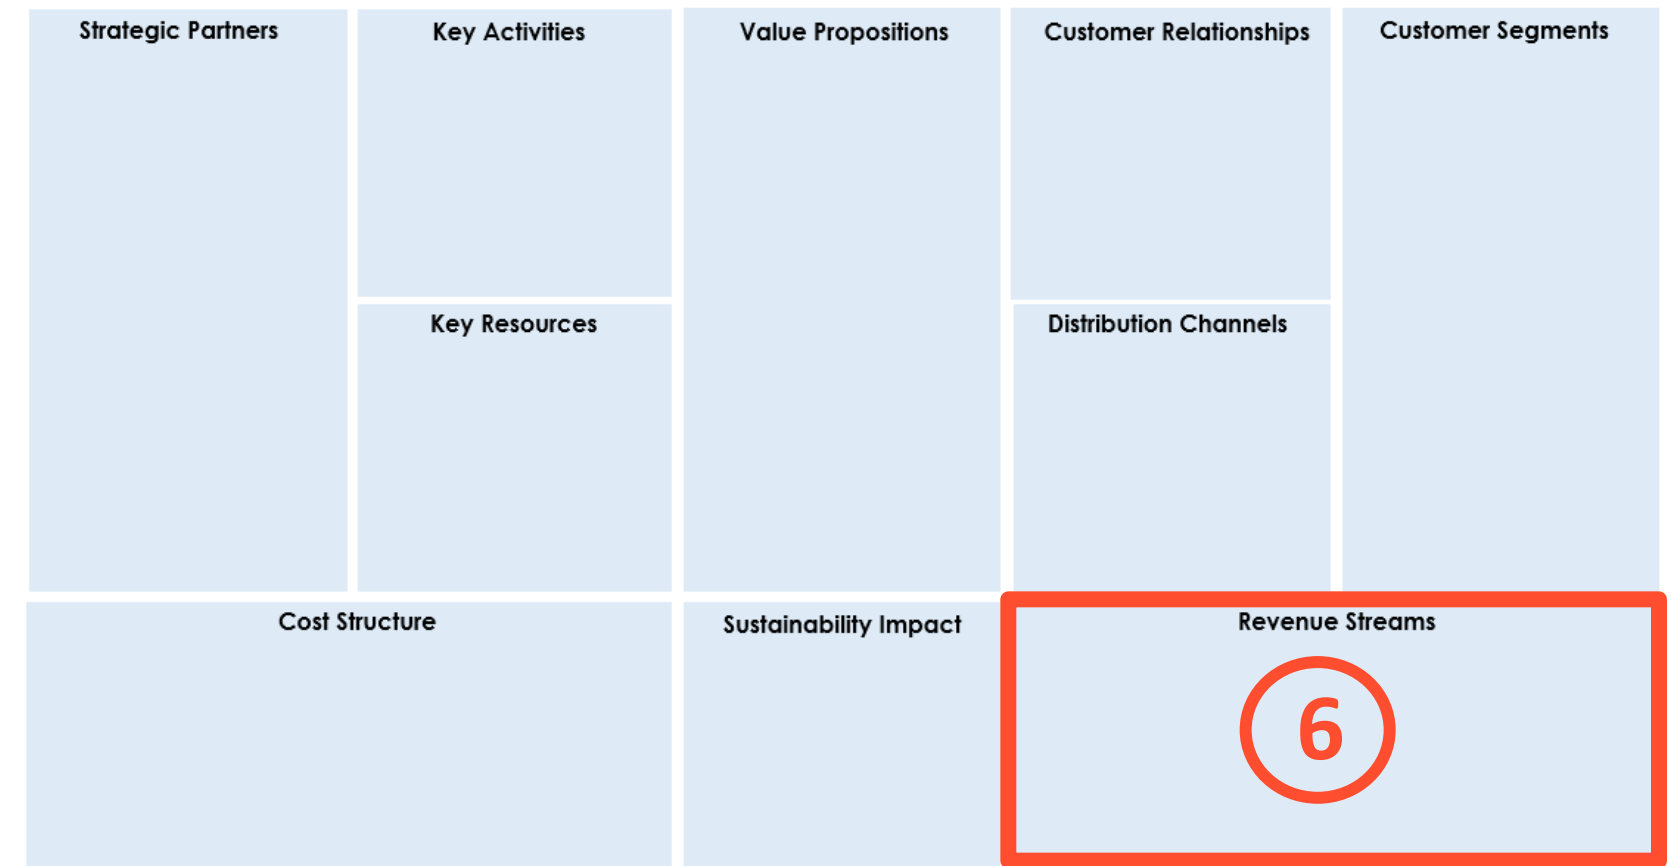 Strategic Partners
Key Activities
Value Propositions
Customer Relationships
Customer Segments
Key Resources
Distribution Channels
Cost Structure
Sustainability Impact
Revenue Streams
6